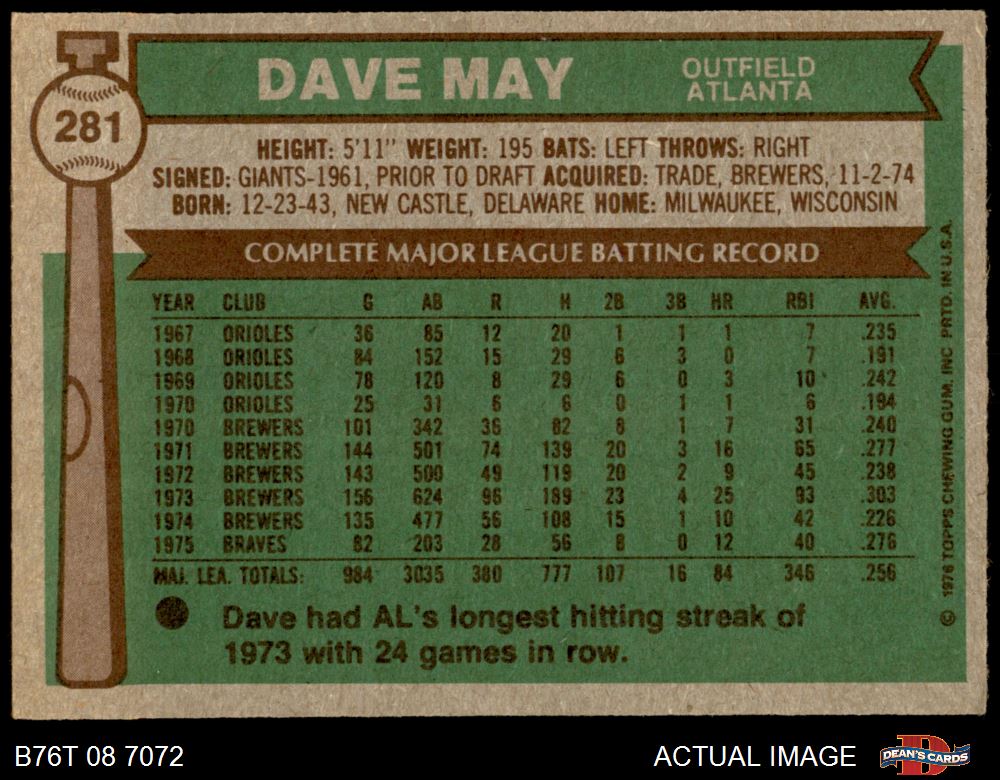 DAVE MAY
OUTFIELD
ATLANTA
281
HEIGHT: 5'11" WEIGHT: 195 BATS: LEFT THROWS: RIGHT
SIGNED: GIANTS-1961, PRIOR TO DRAFT ACQUIRED: TRADE, BREWERS, 11-2-74
BORN: 12-23-43, NEW CASTLE, DELAWARE HOME: MILWAUKEE, WISCONSIN
COMPLETE MAJOR LEAGUE BATTING RECORD
YEAR CLUB G AB R H 2B 3B HR RBI AVG.
1967 ORIOLES 36 85 12 20 1 1 1 7 .235
1968 ORIOLES 84 152 15 29 6 3 0 7 .191
1969 ORIOLES 78 120 8 29 6 0 3 10 .242
1970 ORIOLES 25 31 6 6 0 1 1 6 .194
1970 BREWERS 101 342 36 82 8 1 7 31 .240
1971 BREWERS 144 501 74 139 20 3 16 65 .277
1972 BREWERS 143 500 49 119 20 2 9 45 .238
1973 BREWERS 156 624 96 189 23 4 25 93 .303
1974 BREWERS 135 477 56 108 15 1 10 42 .226
1975 BRAVES 82 203 28 56 8 0 12 40 .276
MAJ. LEA. TOTALS: 984 3035 380 777 107 16 84 346 .256
Dave had AL's longest hitting streak of
1973 with 24 games in row.
© 1976 TOPPS CHEWING GUM, INC PRTD. IN U.S.A.
B76T 08 7072
ACTUAL IMAGE
DEAN'S CARDS